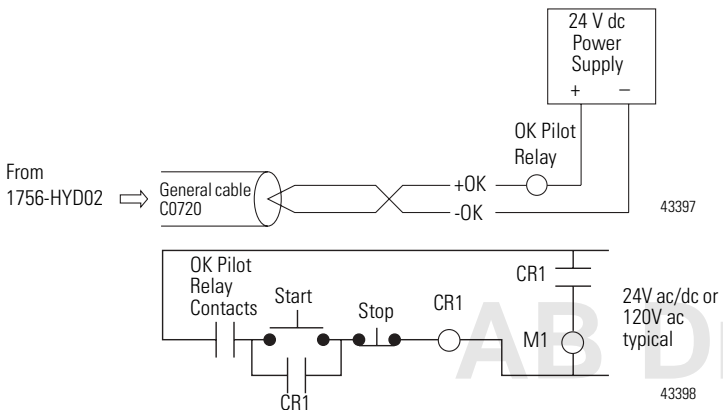 24 V dc
Power
Supply
+ –
OK Pilot
Relay
From
1756-HYD02
General cable
C0720
+OK
-OK
43397
OK Pilot
Relay
Contacts
Start
Stop
CR1
CR1
CR1
M1
24V ac/dc or
120V ac
typical
43398
AB D